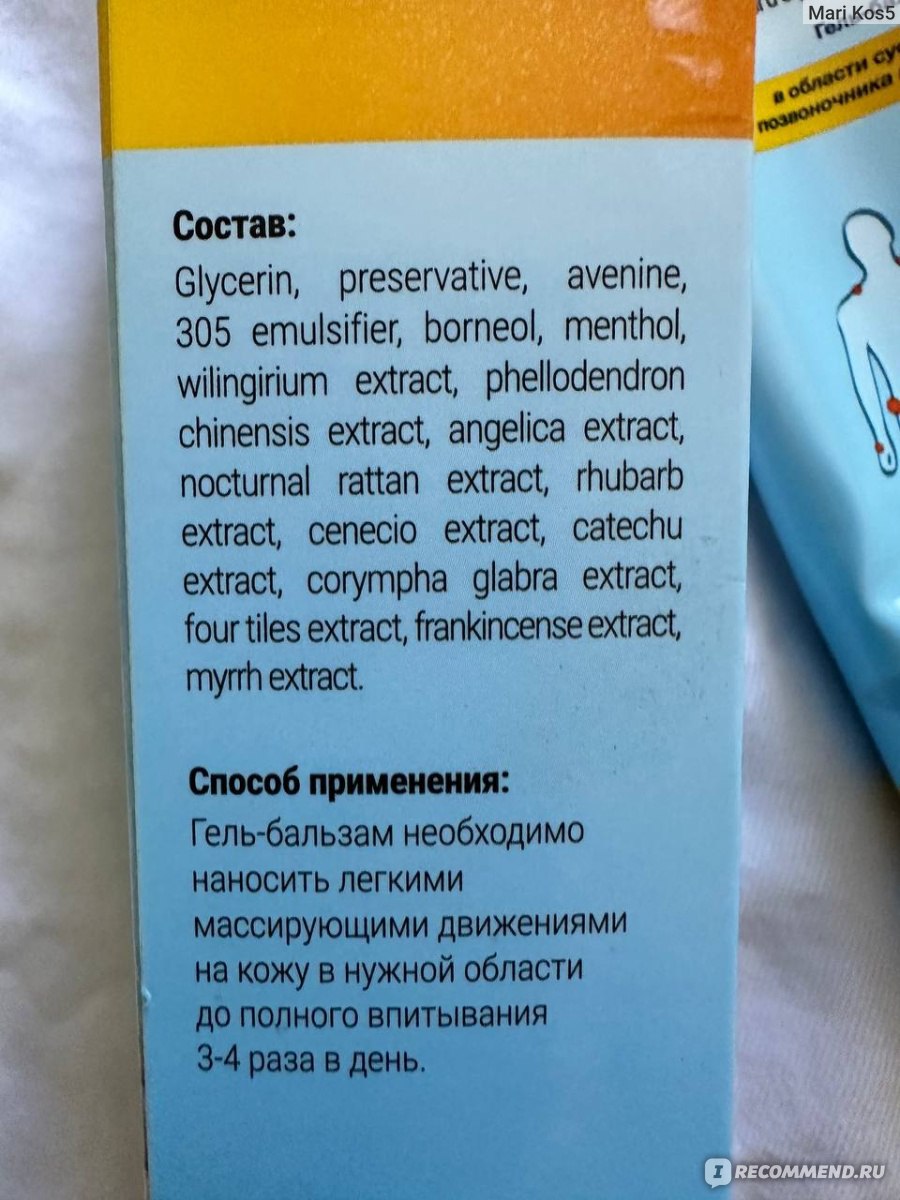 Mari Kos5
в области
позвоночника
Состав:
Glycerin, preservative, avenine,
305 emulsifier, borneol, menthol,
wilingirium extract, phellodendron
chinensis extract, angelica extract,
nocturnal rattan extract, rhubarb
extract, cenecio extract, catechu
extract, corympha glabra extract,
four tiles extract, frankincense extract,
myrrh extract.
Способ применения:
Гель-бальзам необходимо
наносить легкими
массирующими движениями
на кожу в нужной области
до полного впитывания
3-4 раза в день.
I RECOMMEND.RU